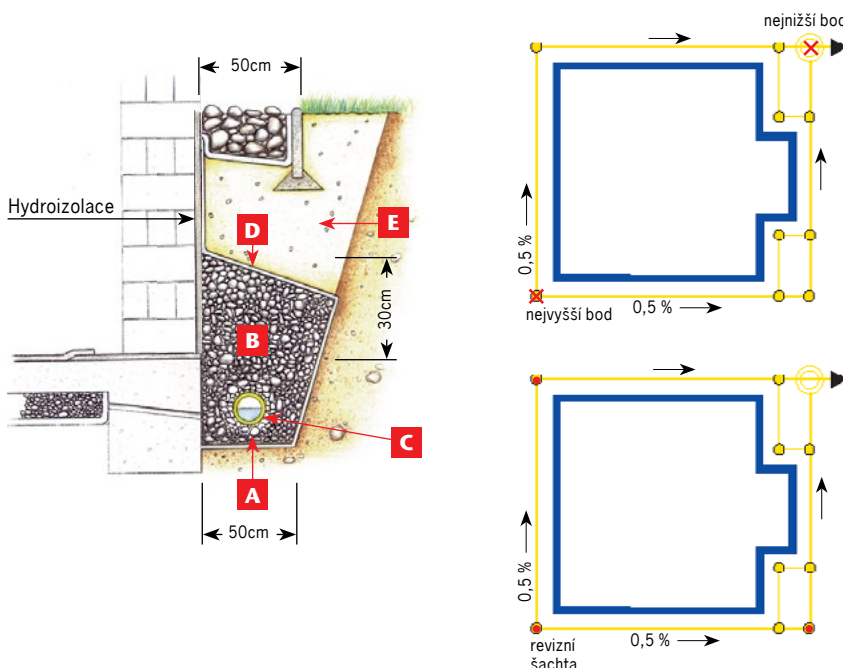 50cm
Hydroizolace
D
E
B
30cm
C
A
50cm
nejnižší bod
0,5 %
nejvyšší bod
0,5 %
0,5 %
revizní
šachta
0,5 %